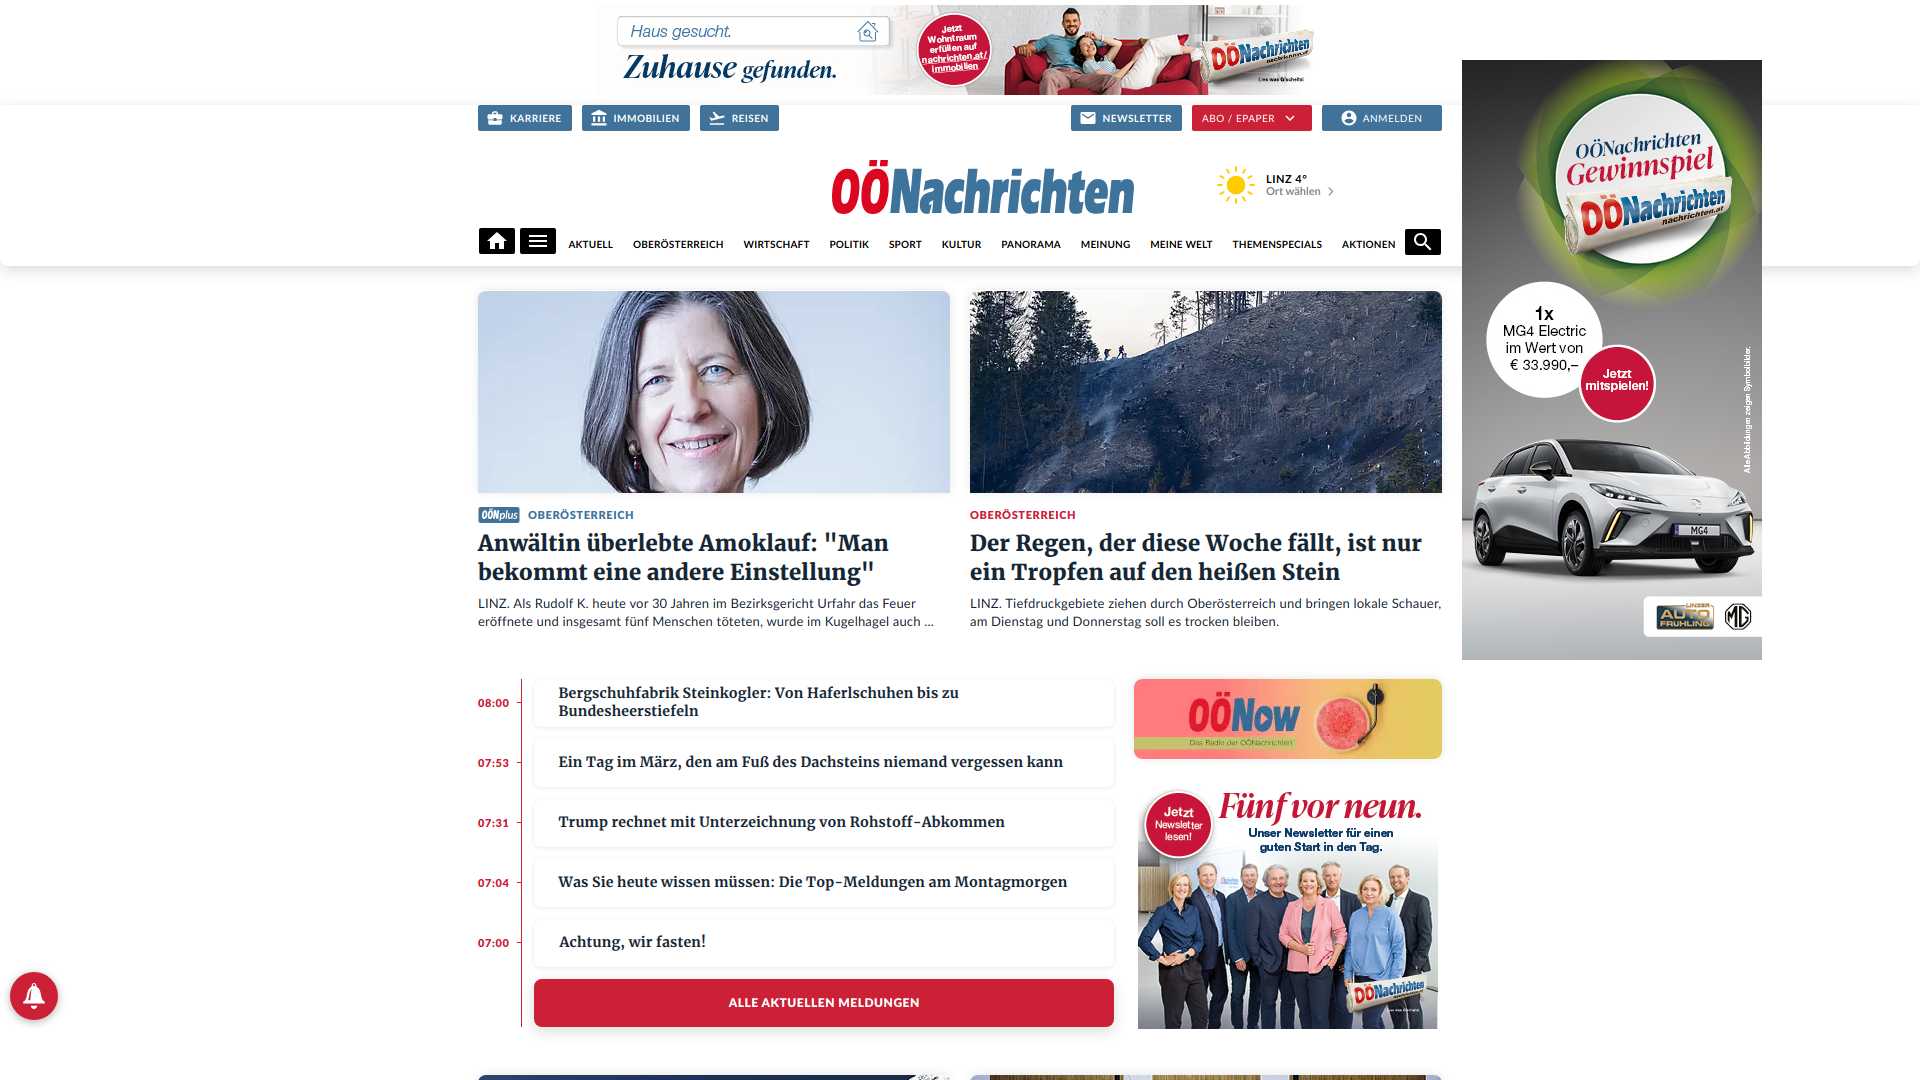 Haus gesucht.
Zuhause gefunden.
Jetzt
Wohntraum
erfüllen auf
nachrichten.at/
immobilien
OÖNachrichten
nachrichten.at
Lies was G'scheits!
KARRIERE
IMMOBILIEN
REISEN
NEWSLETTER
ABO / EPAPER
ANMELDEN
OÖNachrichten
LINZ 4°
Ort wählen
AKTUELL
OBERÖSTERREICH
WIRTSCHAFT
POLITIK
SPORT
KULTUR
PANORAMA
MEINUNG
MEINE WELT
THEMENSPECIALS
AKTIONEN
OÖNachrichten
Gewinnspiel
OÖNachrichten
nachrichten.at
1x
MG4 Electric
im Wert von
€ 33.990,–
Jetzt
mitspielen!
Alle Abbildungen zeigen Symbolbilder.
MG4
LINZER
AUTO
FRÜHLING
MG
OÖNplus OBERÖSTERREICH
Anwältin überlebte Amoklauf: "Man
bekommt eine andere Einstellung"
LINZ. Als Rudolf K. heute vor 30 Jahren im Bezirksgericht Urfahr das Feuer
eröffnete und insgesamt fünf Menschen töteten, wurde im Kugelhagel auch ...
OBERÖSTERREICH
Der Regen, der diese Woche fällt, ist nur
ein Tropfen auf den heißen Stein
LINZ. Tiefdruckgebiete ziehen durch Oberösterreich und bringen lokale Schauer,
am Dienstag und Donnerstag soll es trocken bleiben.
08:00
Bergschuhfabrik Steinkogler: Von Haferlschuhen bis zu
Bundesheerstiefeln
07:53
Ein Tag im März, den am Fuß des Dachsteins niemand vergessen kann
07:31
Trump rechnet mit Unterzeichnung von Rohstoff-Abkommen
07:04
Was Sie heute wissen müssen: Die Top-Meldungen am Montagmorgen
07:00
Achtung, wir fasten!
ALLE AKTUELLEN MELDUNGEN
OÖNow
Das Radio der OÖNachrichten
Jetzt
Newsletter
lesen!
Fünf vor neun.
Unser Newsletter für einen
guten Start in den Tag.
OÖNachrichten